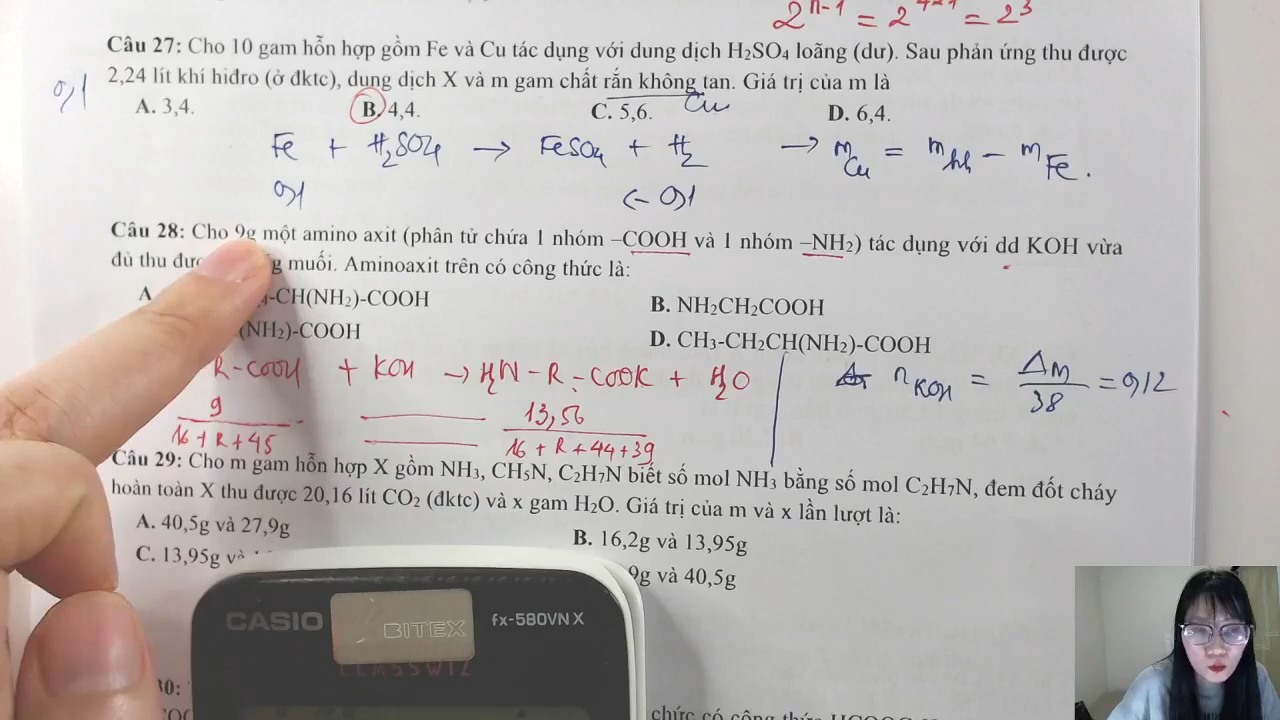 2^{n-1} = 2^{4-1} = 2^3
Câu 27: Cho 10 gam hỗn hợp gồm Fe và Cu tác dụng với dung dịch H₂SO₄ loãng (dư). Sau phản ứng thu được
2,24 lít khí hiđro (ở đktc), dung dịch X và m gam chất rắn không tan. Giá trị của m là
0,1
A. 3,4. B. 4,4. C. 5,6. D. 6,4.
Cu
Fe + H₂SO₄ → FeSO₄ + H₂ → m_Cu = m_hh - m_Fe.
0,1 ← 0,1
Câu 28: Cho 9g một amino axit (phân tử chứa 1 nhóm –COOH và 1 nhóm –NH₂) tác dụng với dd KOH vừa
đủ thu g muối. Aminoaxit trên có công thức là:
A -CH(NH₂)-COOH B. NH₂CH₂COOH
(NH₂)-COOH D. CH₃-CH₂CH(NH₂)-COOH
R-COOH + KOH → H₂N-R-COOK + H₂O
n_KOH = Δm/38 = 0,12
9/(16+R+45) = 13,56/(16+R+44+39)
Câu 29: Cho m gam hỗn hợp X gồm NH₃, CH₅N, C₂H₇N biết số mol NH₃ bằng số mol C₂H₇N, đem đốt cháy
hoàn toàn X thu được 20,16 lít CO₂ (đktc) và x gam H₂O. Giá trị của m và x lần lượt là:
A. 40,5g và 27,9g B. 16,2g và 13,95g
C. 13,95g và 9g và 40,5g
CASIO fx-580VN X
BITEX
CLASSWIZ
30:
chức có công thức